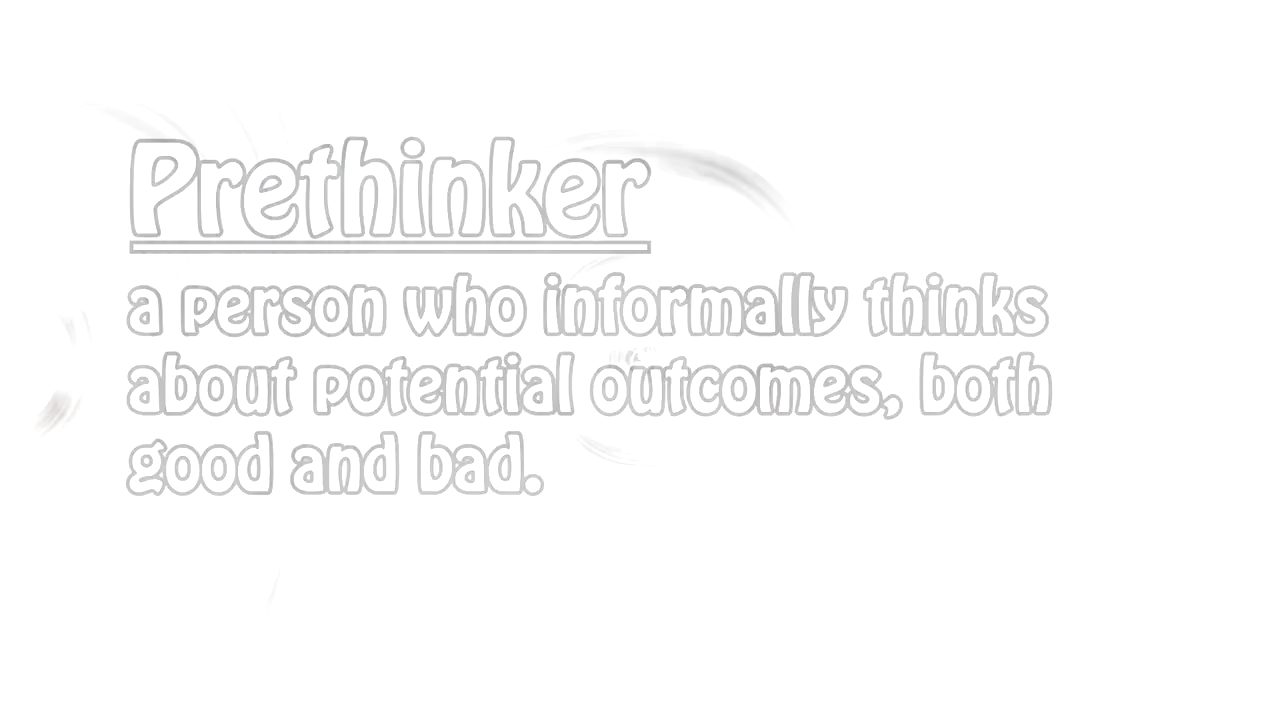 Prethinker
a person who informally thinks
about potential outcomes, both
good and bad.